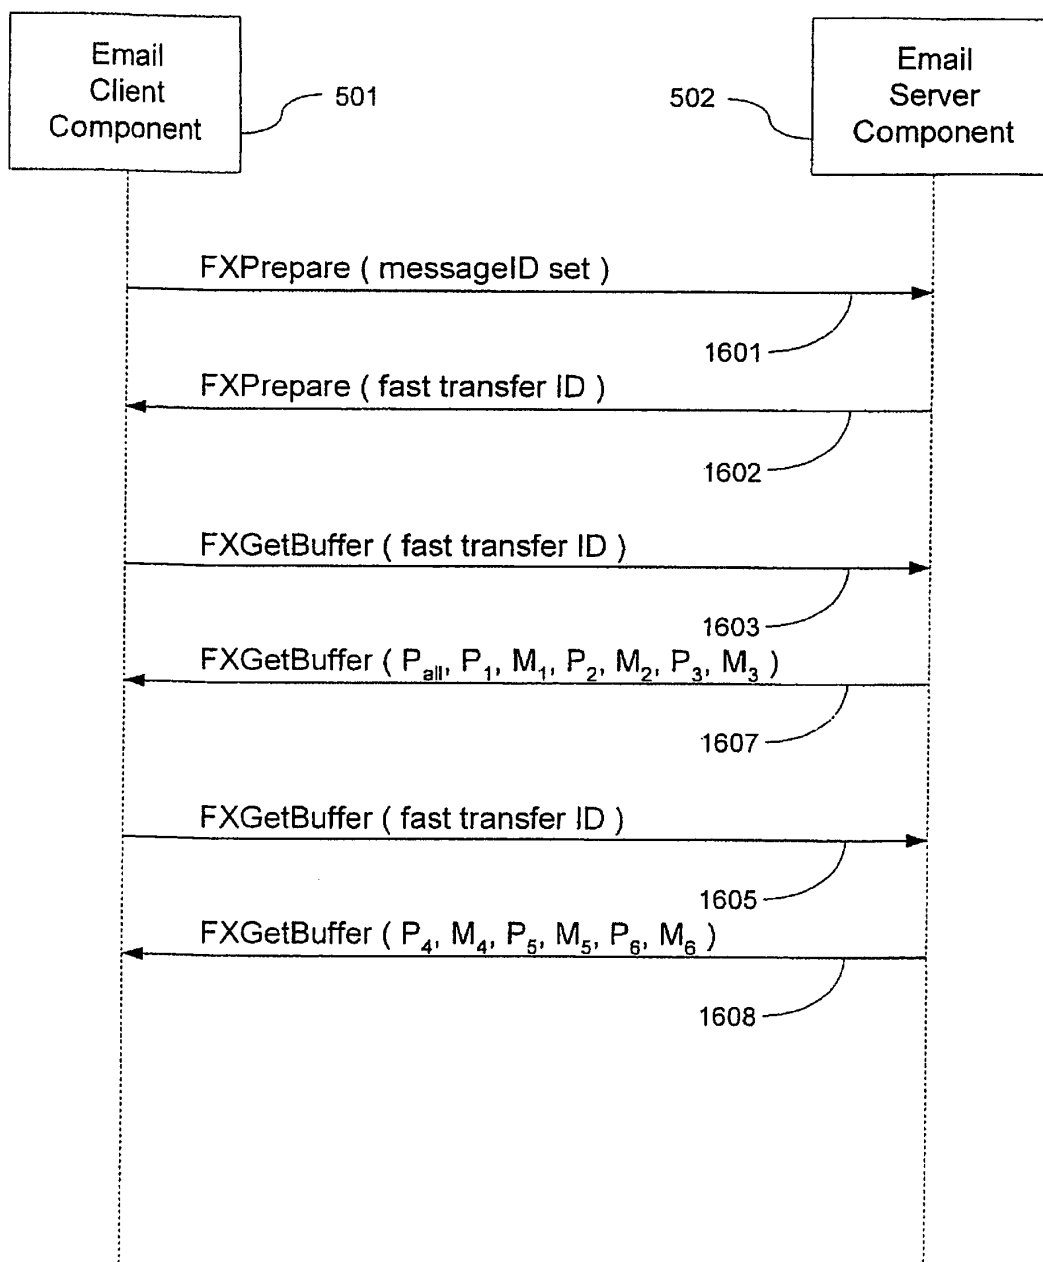 Email
Client
Component
501
502
Email
Server
Component
FXPrepare ( messageID set )
1601
FXPrepare ( fast transfer ID )
1602
FXGetBuffer ( fast transfer ID )
1603
FXGetBuffer ( Pall, P1, M1, P2, M2, P3, M3 )
1607
FXGetBuffer ( fast transfer ID )
1605
FXGetBuffer ( P4, M4, P5, M5, P6, M6 )
1608